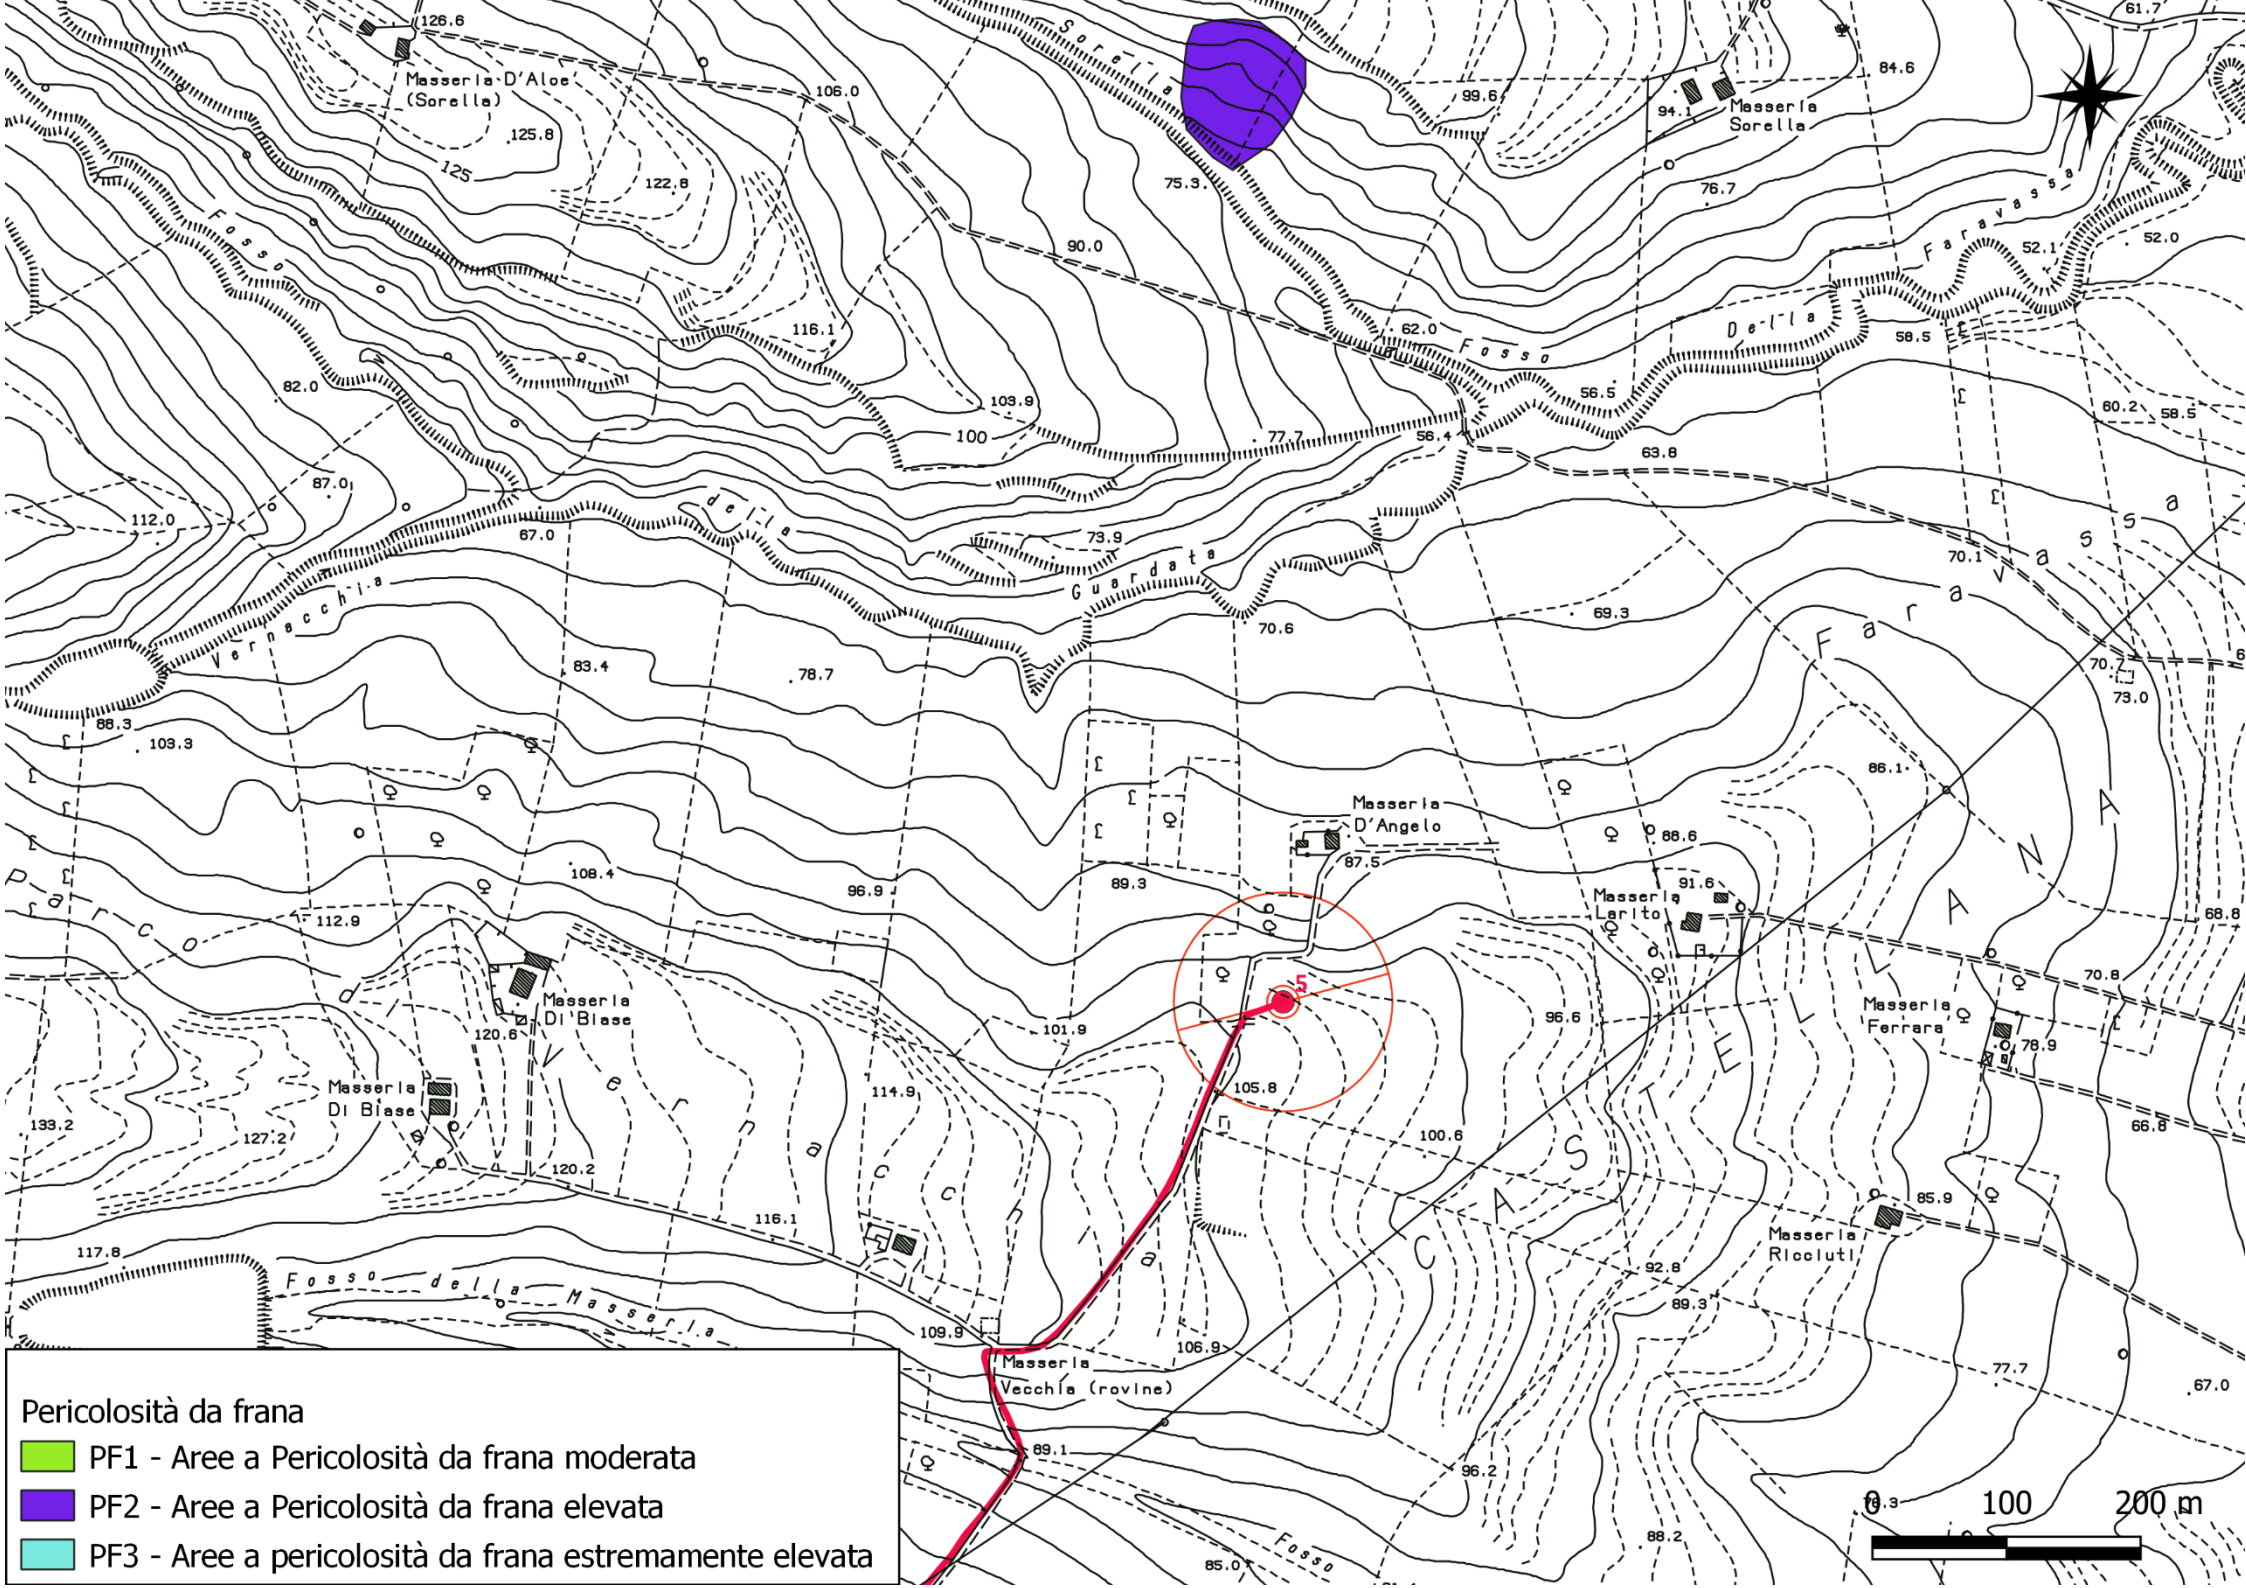 126.6
61.7
Masseria D'Aloe
(Sorella)
Sorella
106.0
84.6
99.6
94.1
Masseria
Sorella
125.8
125
122.8
75.3
76.7
Faravassa
52.1
52.0
Fosso
90.0
116.1
62.0
Fosso
Della
58.5
82.0
103.9
56.5
60.2
58.5
100
77.7
56.4
63.8
87.0
112.0
67.0
della
73.9
Guardata
70.1
Vernacchia
70.6
69.3
Faravassa
83.4
78.7
70.7
73.0
88.3
103.3
86.1
Masseria
D'Angelo
88.6
87.5
108.4
96.9
89.3
91.6
Masseria
Larito
Parco
di
Vernacchia
112.9
68.8
5
70.8
Masseria
Di Biase
120.6
101.9
96.6
Masseria
Ferrara
78.9
Masseria
Di Biase
114.9
105.8
133.2
127.2
100.6
66.8
CASTELLANA
120.2
85.9
116.1
Masseria
Ricciuti
117.8
92.8
Fosso della Masseria
89.3
109.9
106.9
Masseria
Vecchia (rovine)
77.7
67.0
89.1
96.2
88.2
85.0
Fosso
Pericolosità da frana
PF1 - Aree a Pericolosità da frana moderata
PF2 - Aree a Pericolosità da frana elevata
PF3 - Aree a pericolosità da frana estremamente elevata
0 100 200 m